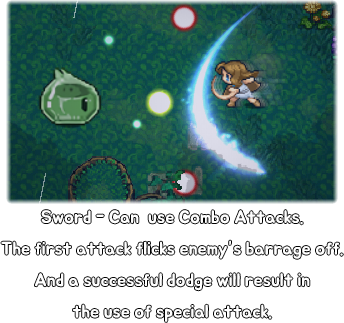 Sword - Can use Combo Attacks.
The first attack flicks enemy's barrage off.
And a successful dodge will result in
the use of special attack.